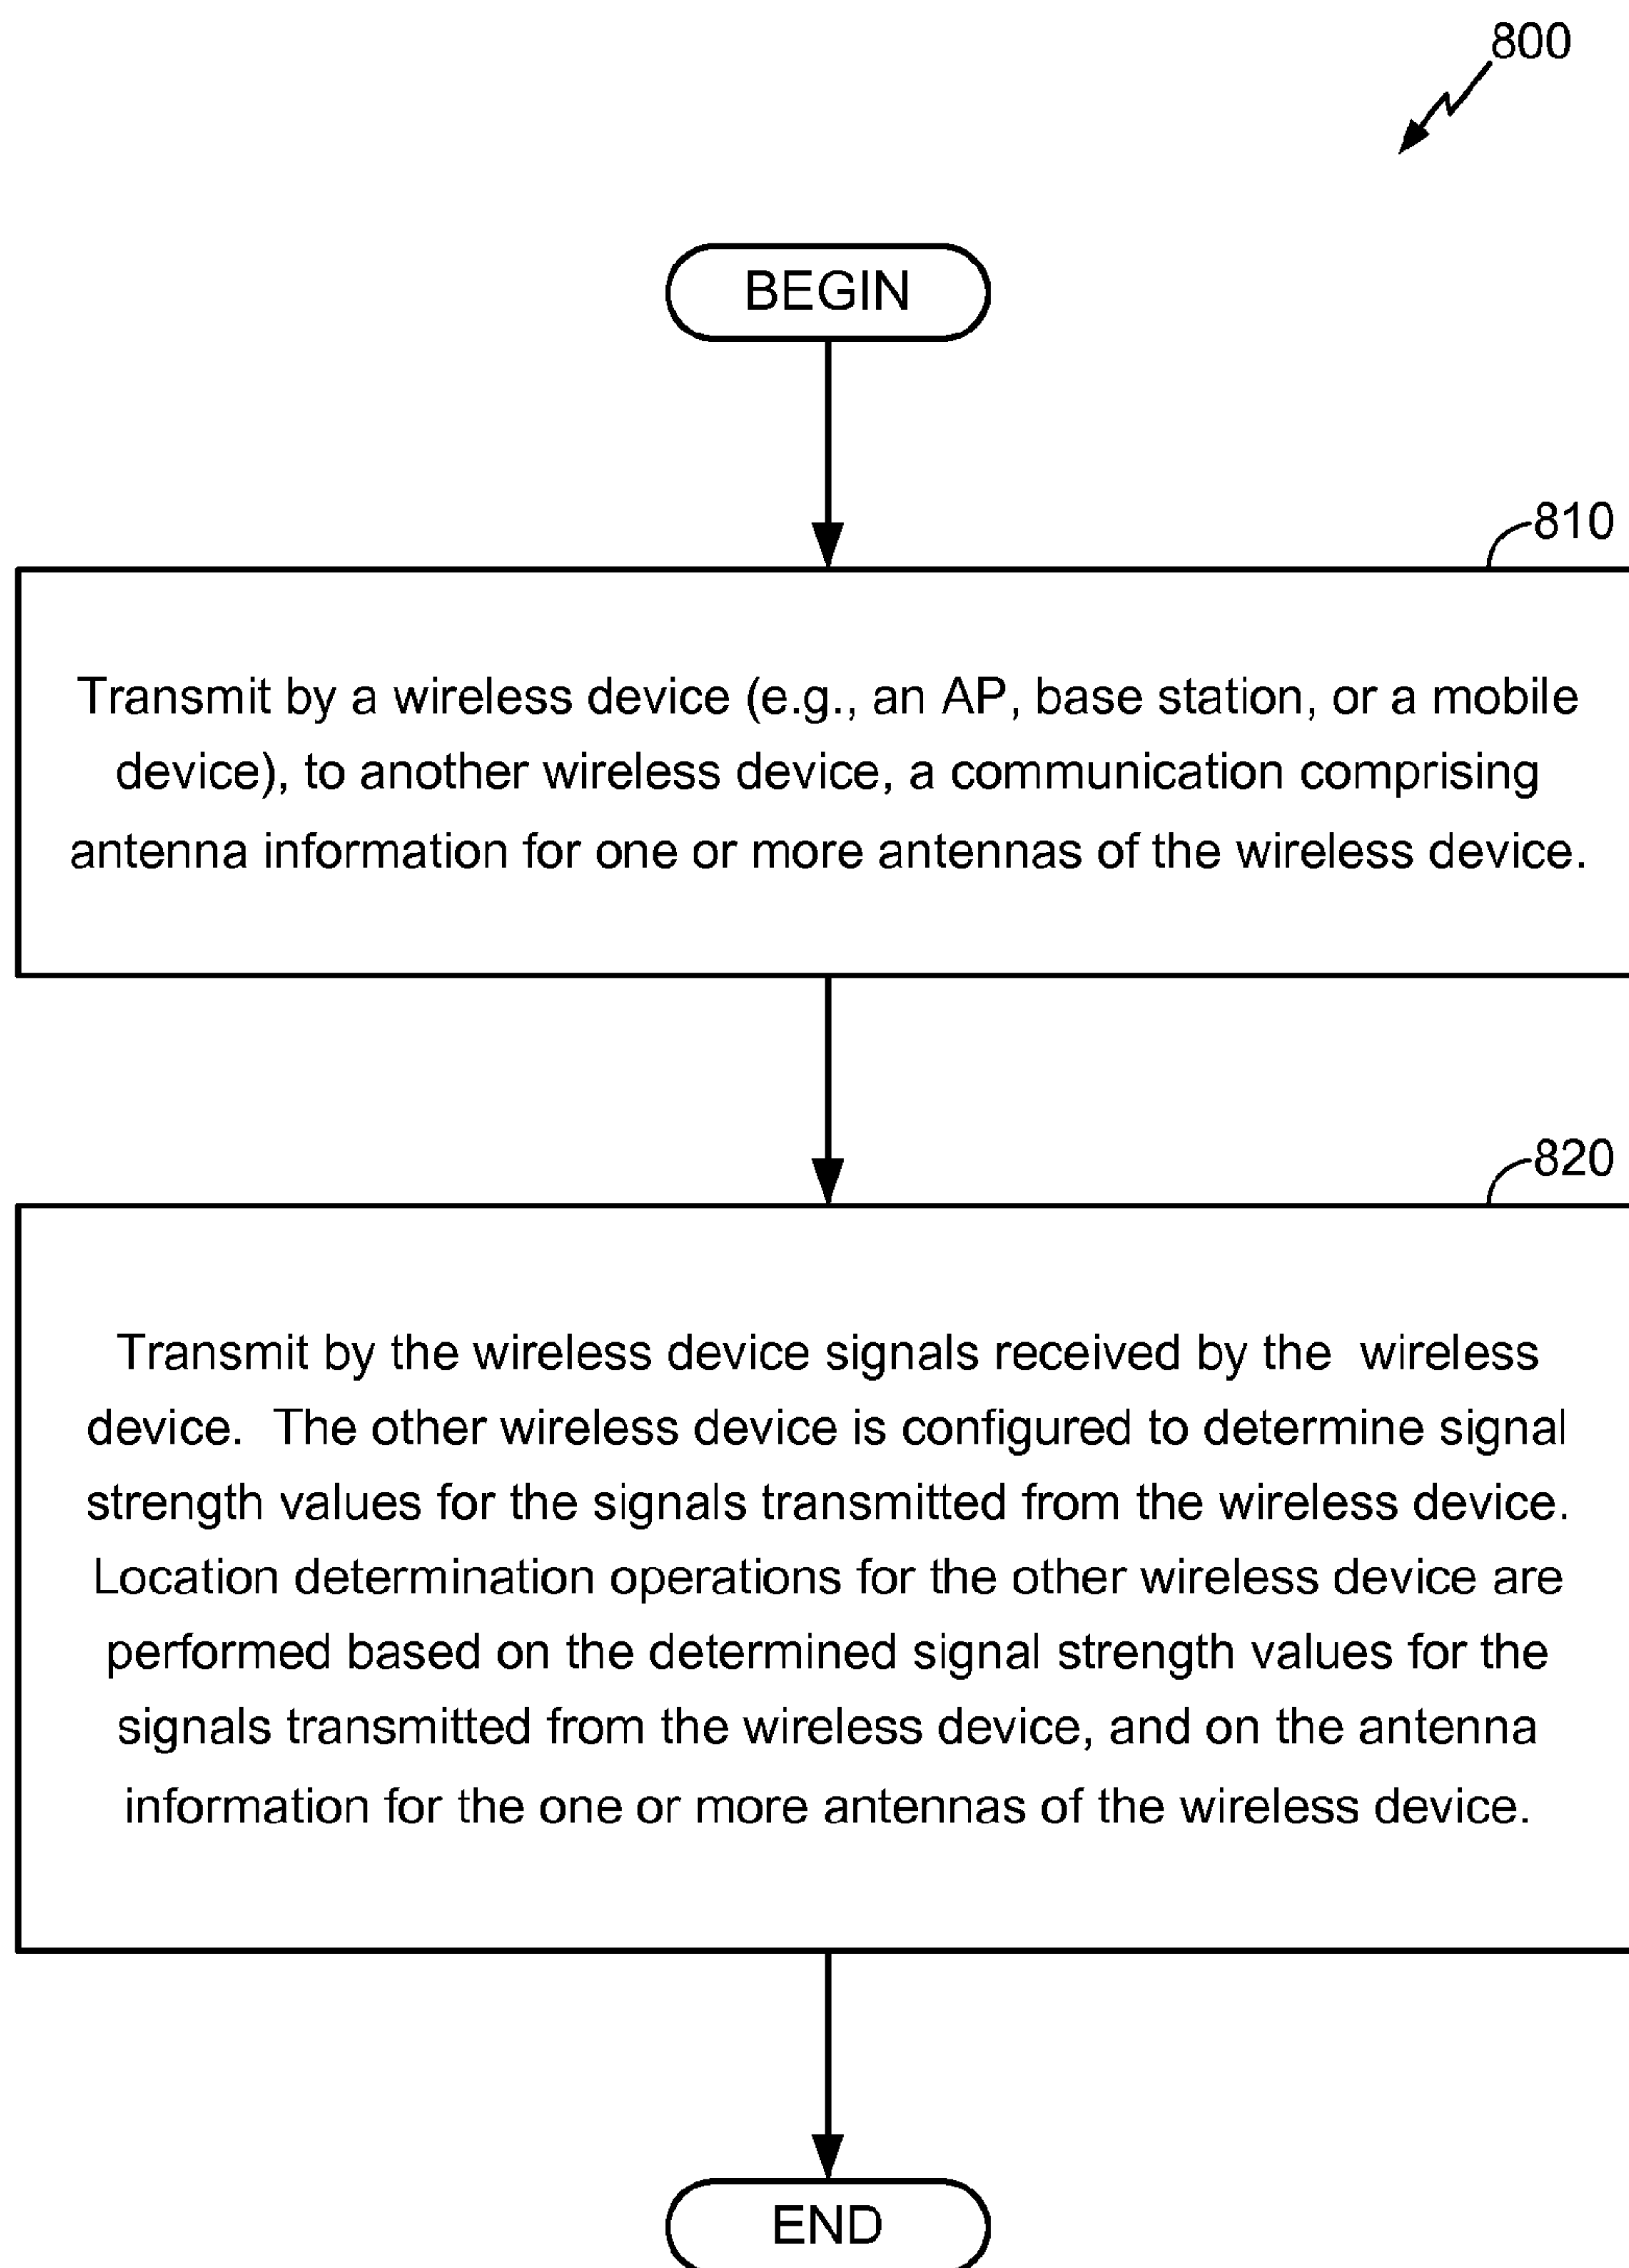 800
BEGIN
810
Transmit by a wireless device (e.g., an AP, base station, or a mobile
device), to another wireless device, a communication comprising
antenna information for one or more antennas of the wireless device.
820
Transmit by the wireless device signals received by the  wireless
device.  The other wireless device is configured to determine signal
strength values for the signals transmitted from the wireless device.
Location determination operations for the other wireless device are
performed based on the determined signal strength values for the
signals transmitted from the wireless device, and on the antenna
information for the one or more antennas of the wireless device.
END